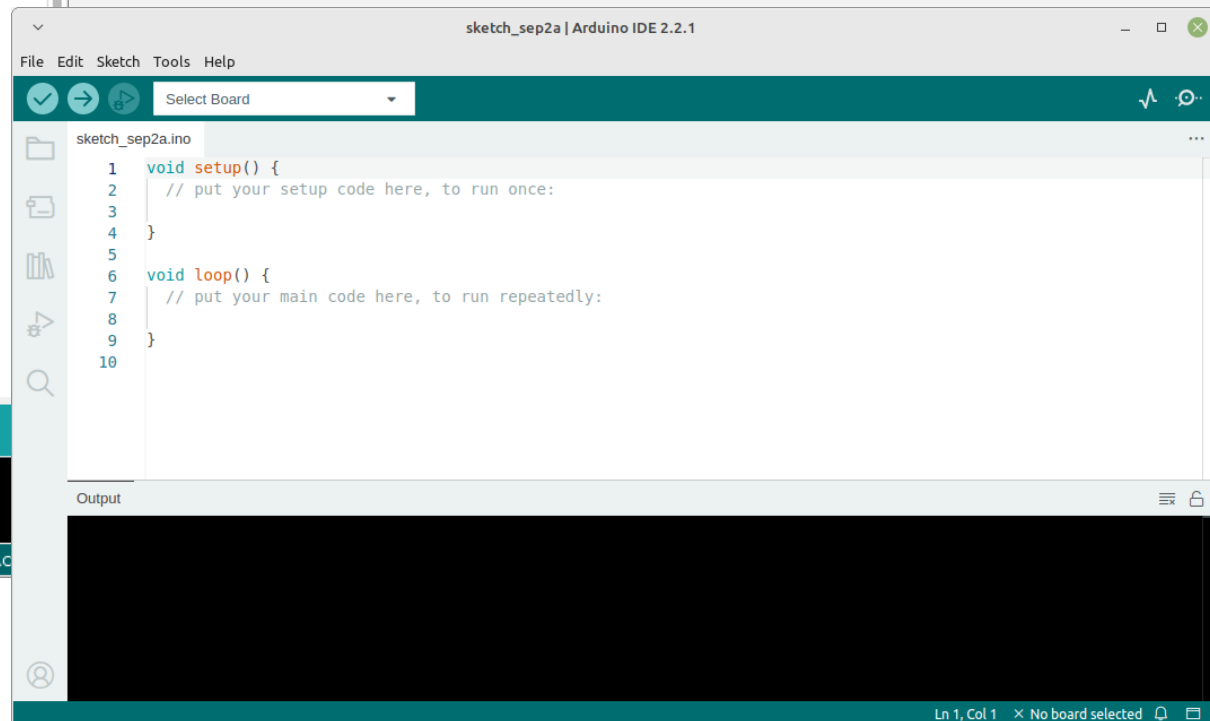 sketch_sep2a | Arduino IDE 2.2.1
File Edit Sketch Tools Help
Select Board
sketch_sep2a.ino
1 void setup() {
2 // put your setup code here, to run once:
3
4 }
5
6 void loop() {
7 // put your main code here, to run repeatedly:
8
9 }
10
Output
Ln 1, Col 1 × No board selected